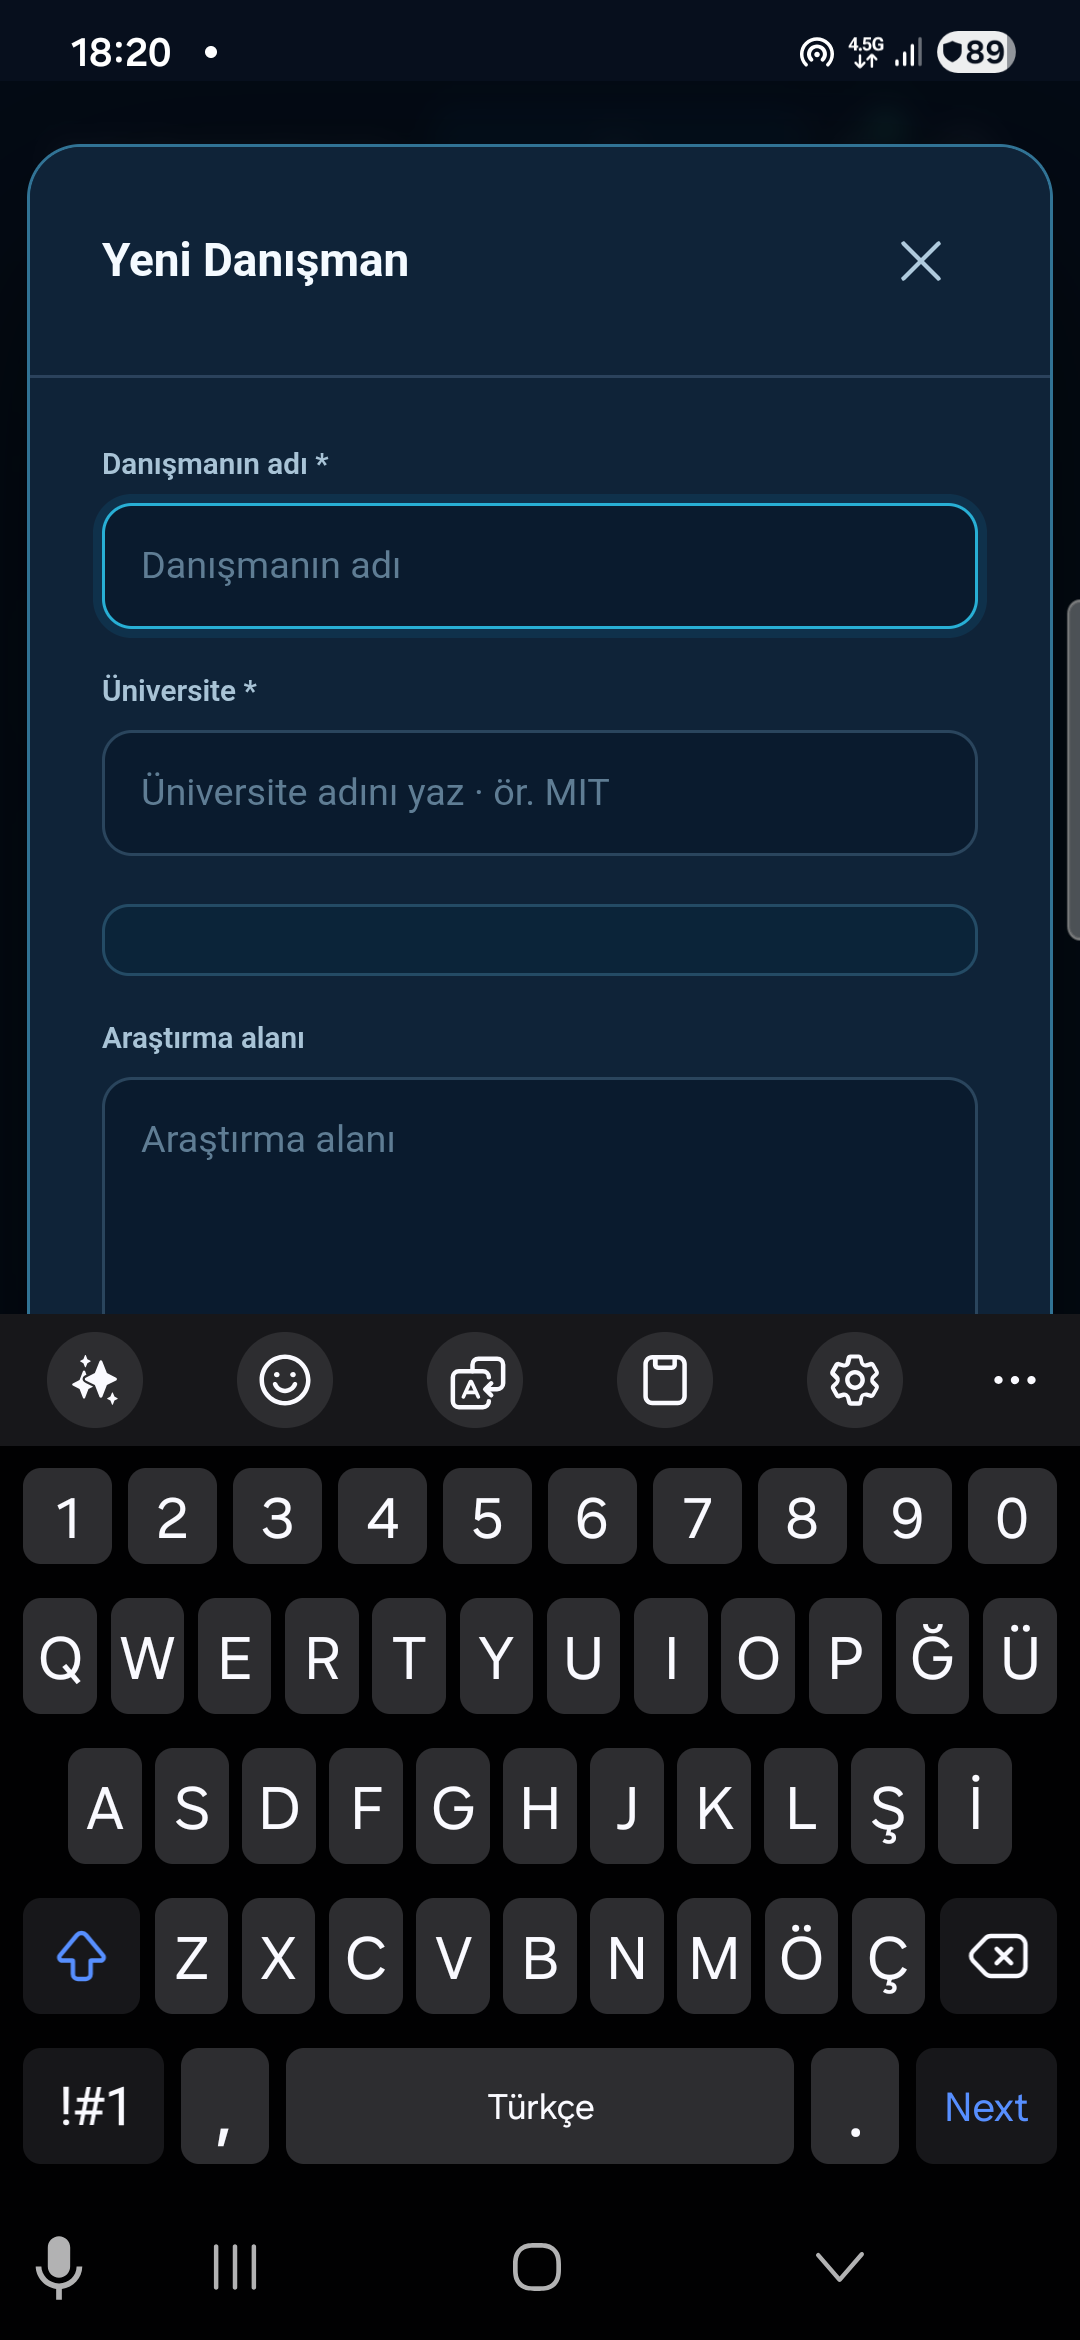 18:20
4.5G
89
Yeni Danışman
Danışmanın adı *
Danışmanın adı
Üniversite *
Üniversite adını yaz · ör. MIT
Araştırma alanı
Araştırma alanı
1 2 3 4 5 6 7 8 9 0
Q W E R T Y U I O P Ğ Ü
A S D F G H J K L Ş İ
Z X C V B N M Ö Ç
!#1 , Türkçe . Next